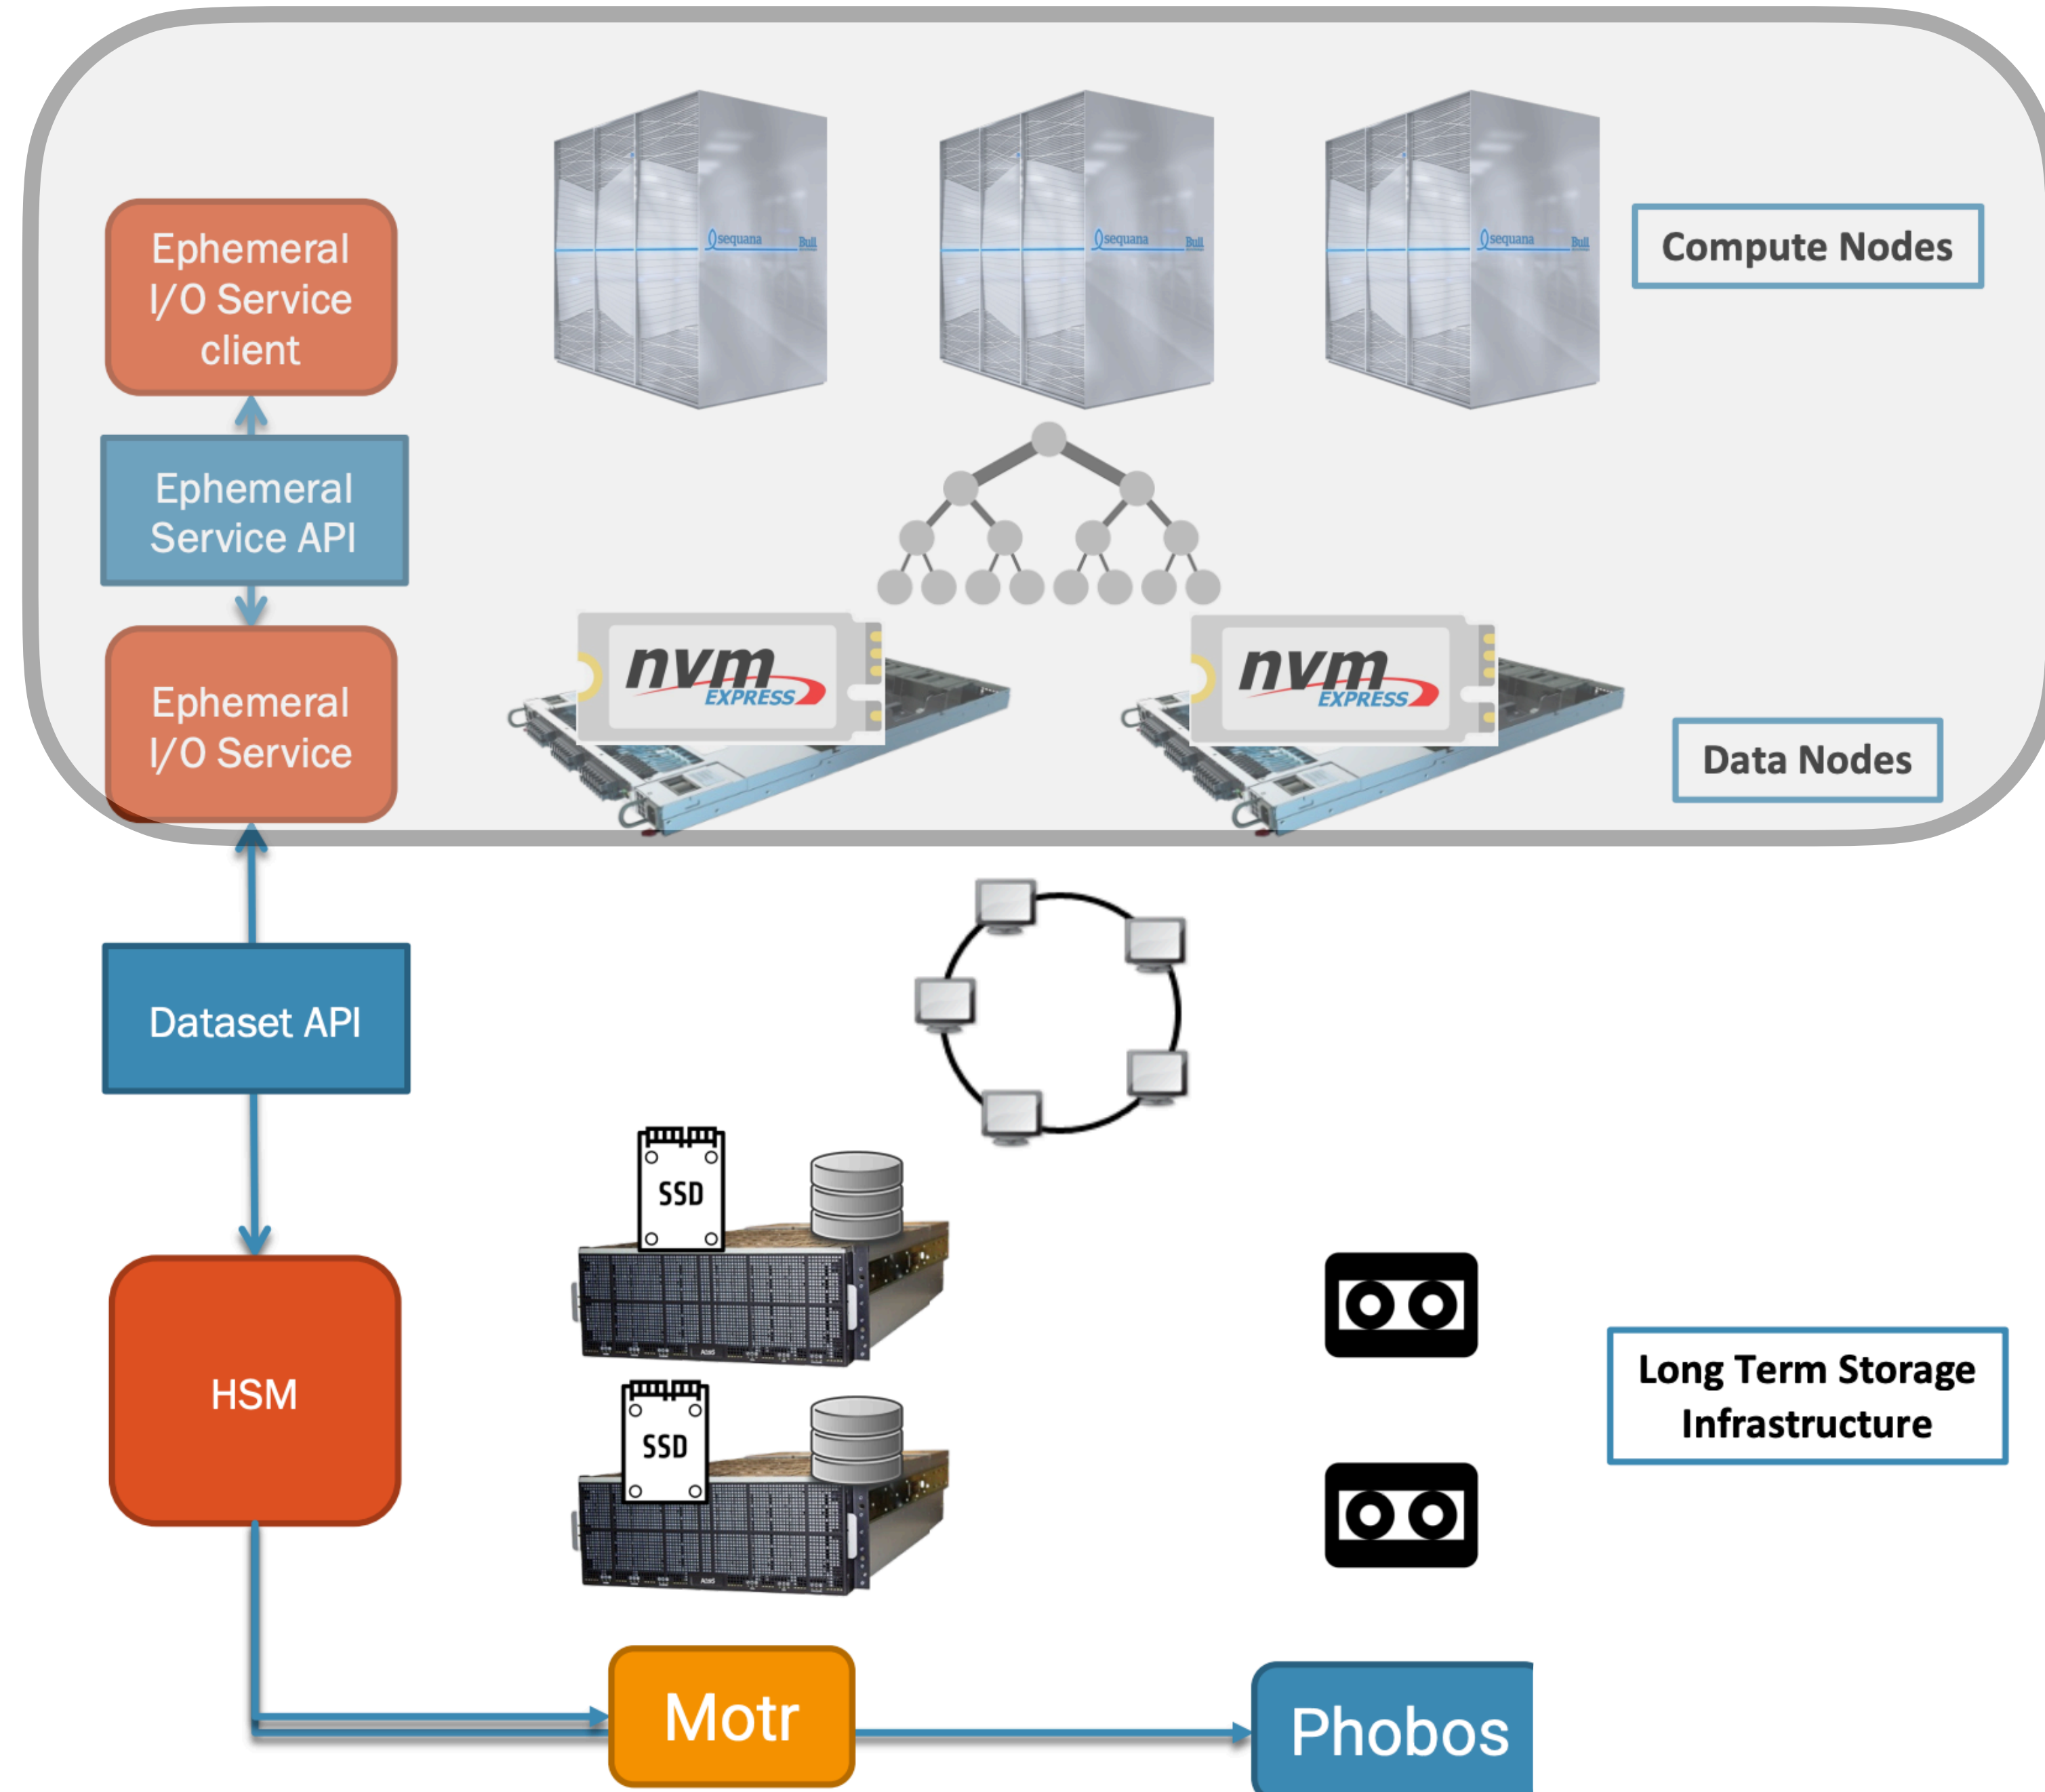 Ephemeral
I/O Service
client
sequana
Bull
sequana
Bull
sequana
Bull
Compute Nodes
Ephemeral
Service API
Ephemeral
I/O Service
nvm
EXPRESS
nvm
EXPRESS
Data Nodes
Dataset API
SSD
HSM
SSD
Long Term Storage
Infrastructure
Motr
Phobos